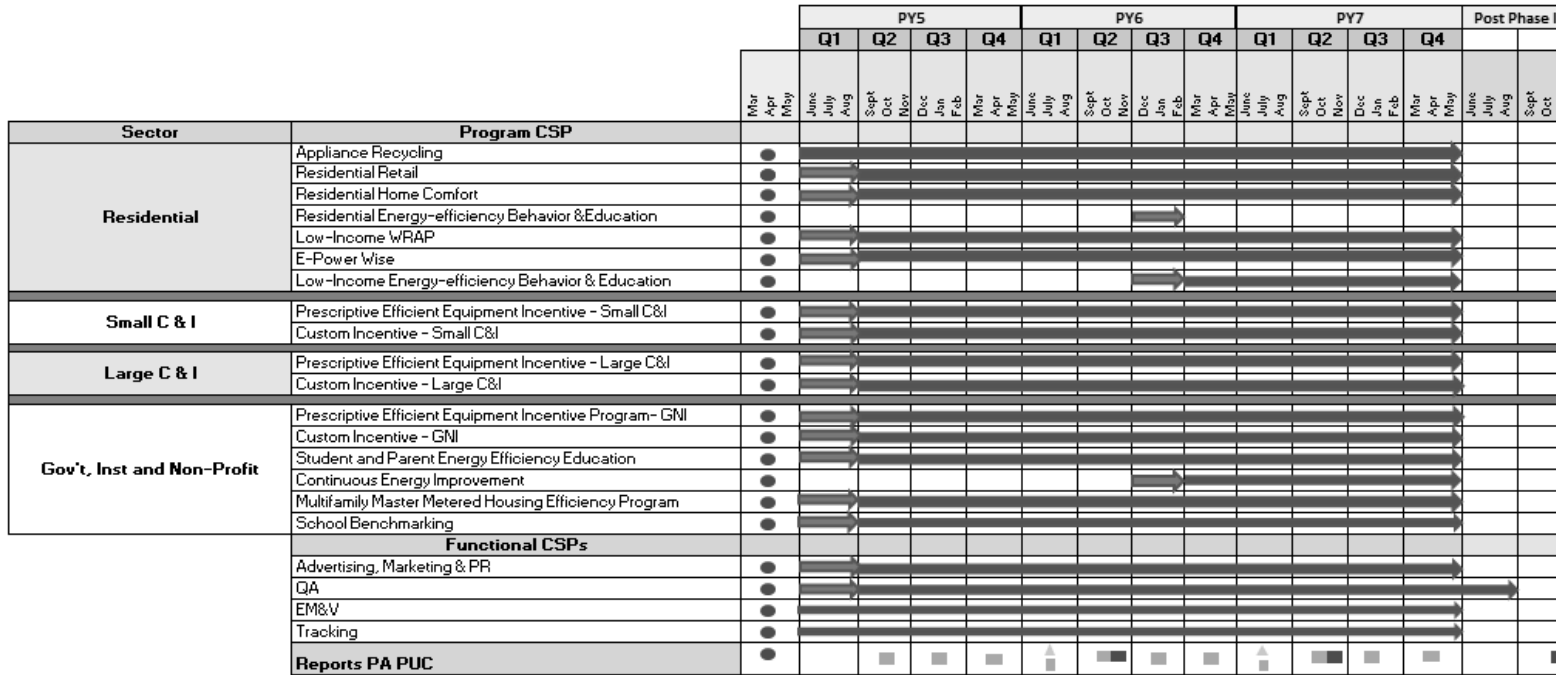 PY5 PY6 PY7 Post Phase
Q1 Q2 Q3 Q4 Q1 Q2 Q3 Q4 Q1 Q2 Q3 Q4
Mar Apr May June July Aug Sept Oct Nov Dec Jan Feb Mar Apr May June July Aug Sept Oct Nov Dec Jan Feb Mar Apr May June July Aug Sept Oct Nov Dec Jan Feb Mar Apr May June July Aug Sept Oct
Sector Program CSP
Appliance Recycling
Residential Retail
Residential Home Comfort
Residential Residential Energy-efficiency Behavior &Education
Low-Income WRAP
E-Power Wise
Low-Income Energy-efficiency Behavior & Education
Small C & I Prescriptive Efficient Equipment Incentive - Small C&I
Custom Incentive - Small C&I
Large C & I Prescriptive Efficient Equipment Incentive - Large C&I
Custom Incentive - Large C&I
Prescriptive Efficient Equipment Incentive Program- GNI
Custom Incentive - GNI
Student and Parent Energy Efficiency Education
Gov't, Inst and Non-Profit Continuous Energy Improvement
Multifamily Master Metered Housing Efficiency Program
School Benchmarking
Functional CSPs
Advertising, Marketing & PR
QA
EM&V
Tracking
Reports PA PUC